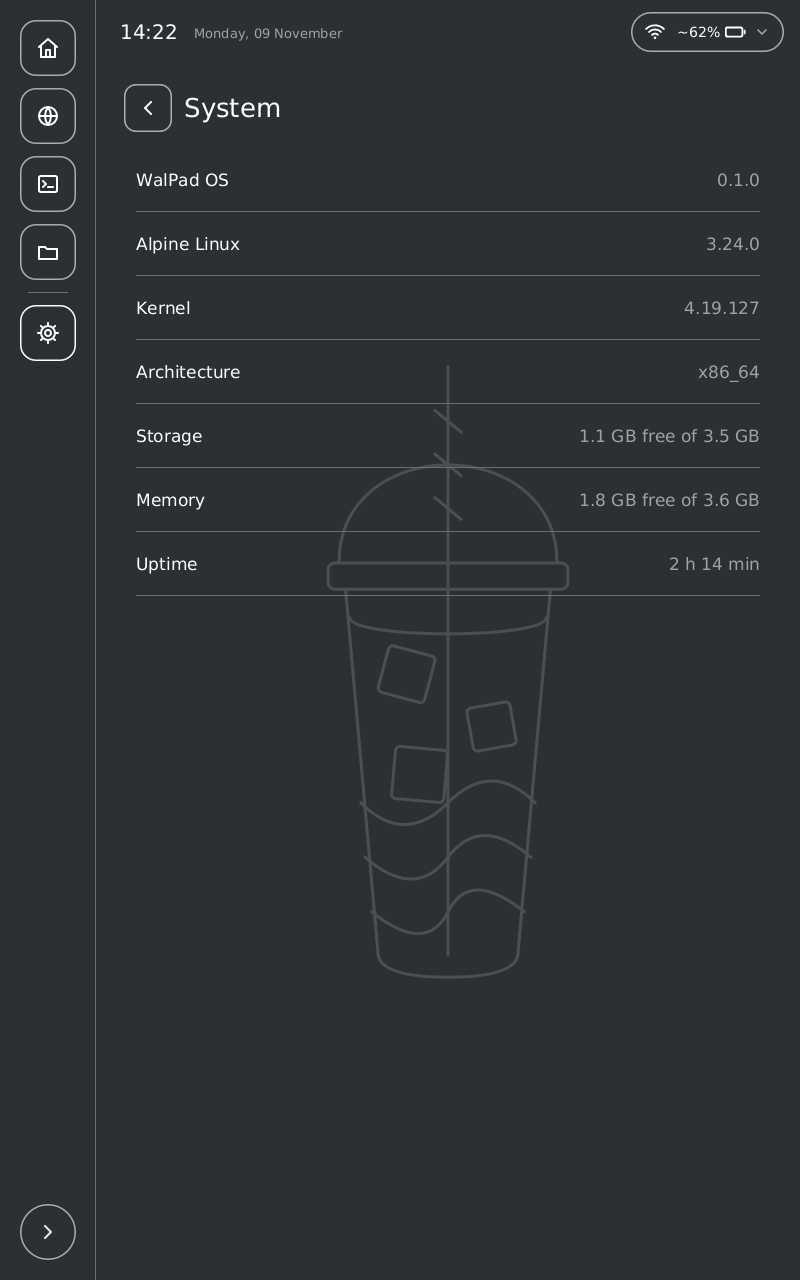 14:22 Monday, 09 November ~62%
System
WalPad OS 0.1.0
Alpine Linux 3.24.0
Kernel 4.19.127
Architecture x86_64
Storage 1.1 GB free of 3.5 GB
Memory 1.8 GB free of 3.6 GB
Uptime 2 h 14 min